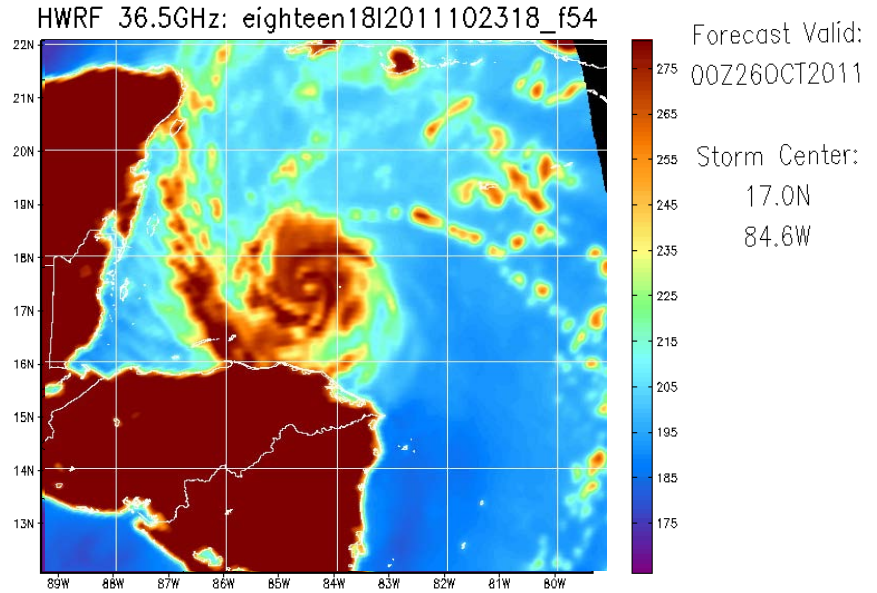 HWRF 36.5GHz: eighteen18l2011102318_f54
Forecast Valid:
00Z26OCT2011
Storm Center:
17.0N
84.6W
22N
21N
20N
19N
18N
17N
16N
15N
14N
13N
89W 88W 87W 86W 85W 84W 83W 82W 81W 80W
275
265
255
245
235
225
215
205
195
185
175